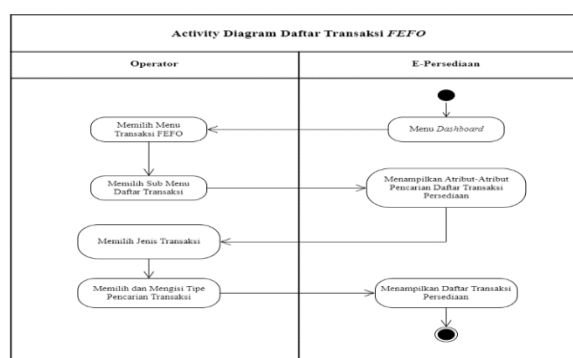 Activity Diagram Daftar Transaksi FEFO
Operator
E-Persediaan
Menu Dashboard
Memilih Menu
Transaksi FEFO
Memilih Sub Menu
Daftar Transaksi
Menampilkan Atribut-Atribut
Pencarian Daftar Transaksi
Persediaan
Memilih Jenis Transaksi
Memilih dan Mengisi Tipe
Pencarian Transaksi
Menampilkan Daftar Transaksi
Persediaan